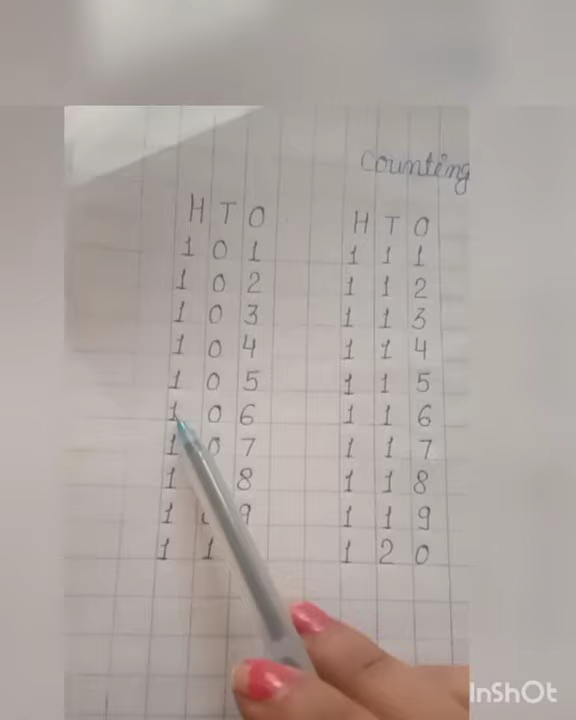 Counting
H T O
1 0 1
1 0 2
1 0 3
1 0 4
1 0 5
1 0 6
1 0 7
1 8
1 9
1 1
H T O
1 1 1
1 1 2
1 1 3
1 1 4
1 1 5
1 1 6
1 1 7
1 1 8
1 1 9
1 2 0
InShOt